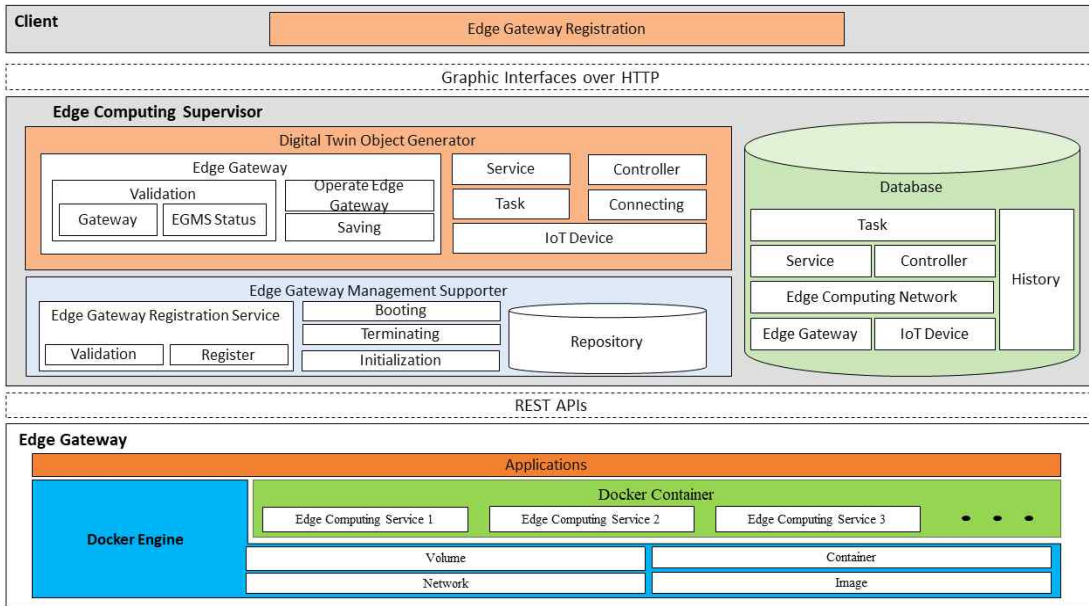 Client
Edge Gateway Registration
Graphic Interfaces over HTTP
Edge Computing Supervisor
Digital Twin Object Generator
Edge Gateway
Validation
Gateway
EGMS Status
Operate Edge
Gateway
Saving
Service
Controller
Task
Connecting
IoT Device
Edge Gateway Management Supporter
Edge Gateway Registration Service
Validation
Register
Booting
Terminating
Initialization
Repository
Database
Task
Service
Controller
Edge Computing Network
Edge Gateway
IoT Device
History
REST APIs
Edge Gateway
Applications
Docker Engine
Docker Container
Edge Computing Service 1
Edge Computing Service 2
Edge Computing Service 3
Volume
Container
Network
Image